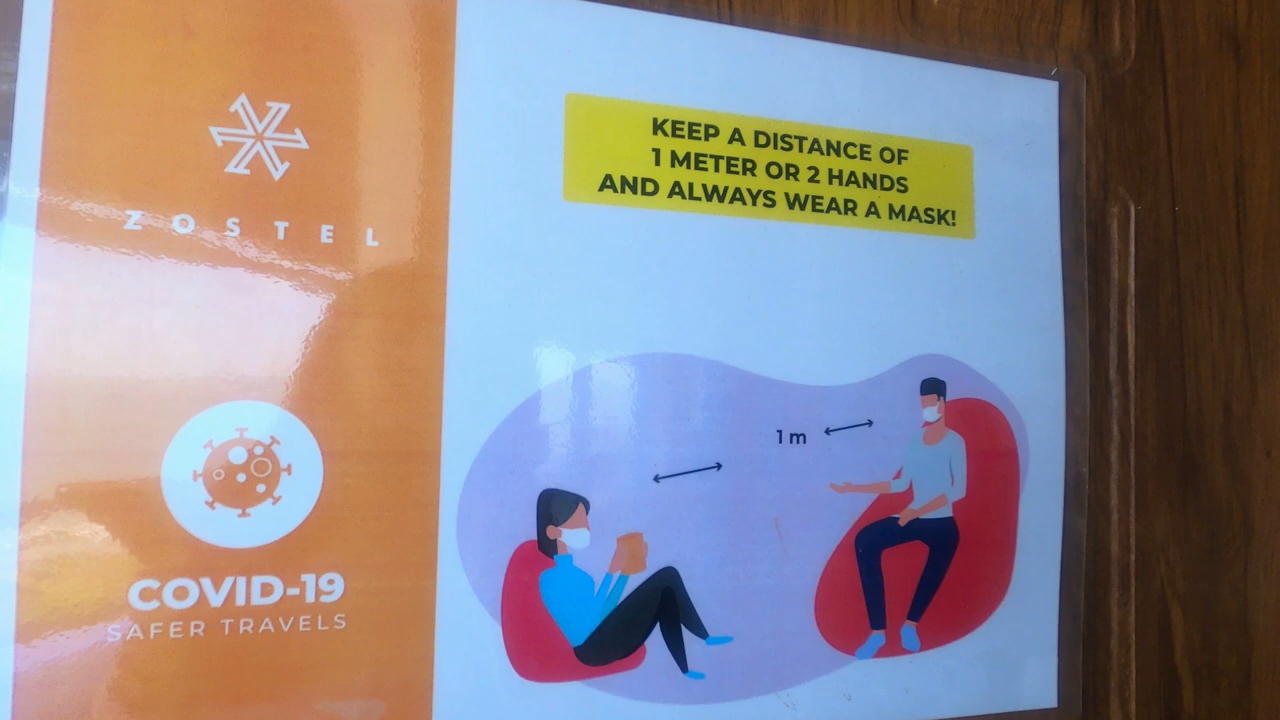 ZOSTEL
COVID-19
SAFER TRAVELS
KEEP A DISTANCE OF
1 METER OR 2 HANDS
AND ALWAYS WEAR A MASK!
1 m